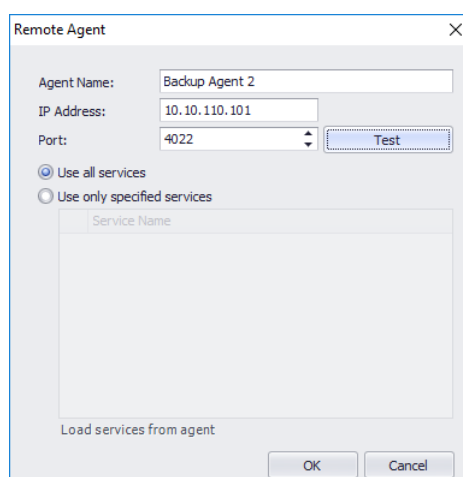 Remote Agent
Agent Name: Backup Agent 2
IP Address: 10.10.110.101
Port: 4022 Test
Use all services
Use only specified services
Service Name
Load services from agent
OK Cancel